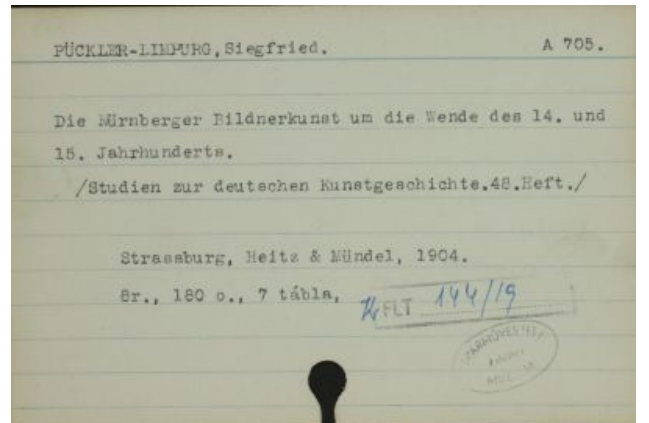 PÜCKLER-LIMPURG,Siegfried. A 705.
Die Nürnberger Bildnerkunst um die Wende des 14. und
15. Jahrhunderts.
/Studien zur deutschen Kunstgeschichte.48.Heft./
Strassburg, Heitz & Mündel, 1904.
8r., 180 o., 7 tábla,
FLT 144/19